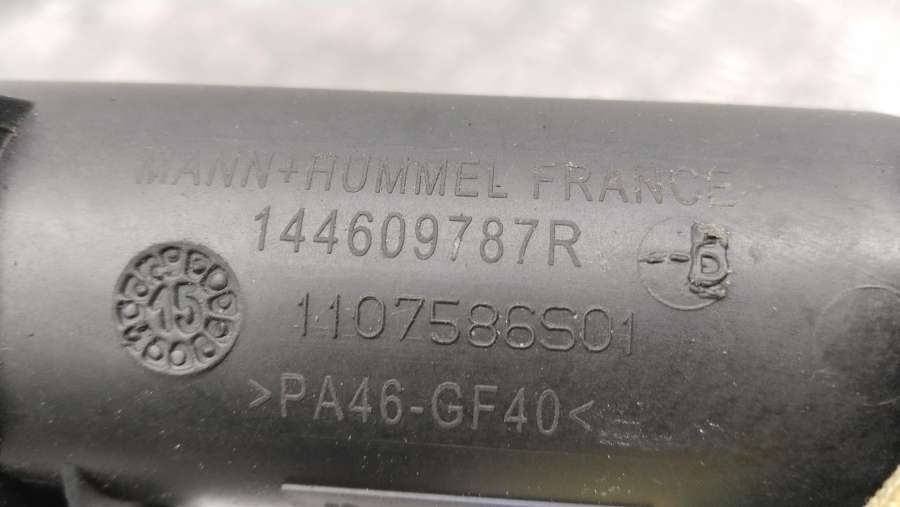 MANN+HUMMEL FRANCE
144609787R
15
1107586S01
>PA46-GF40<